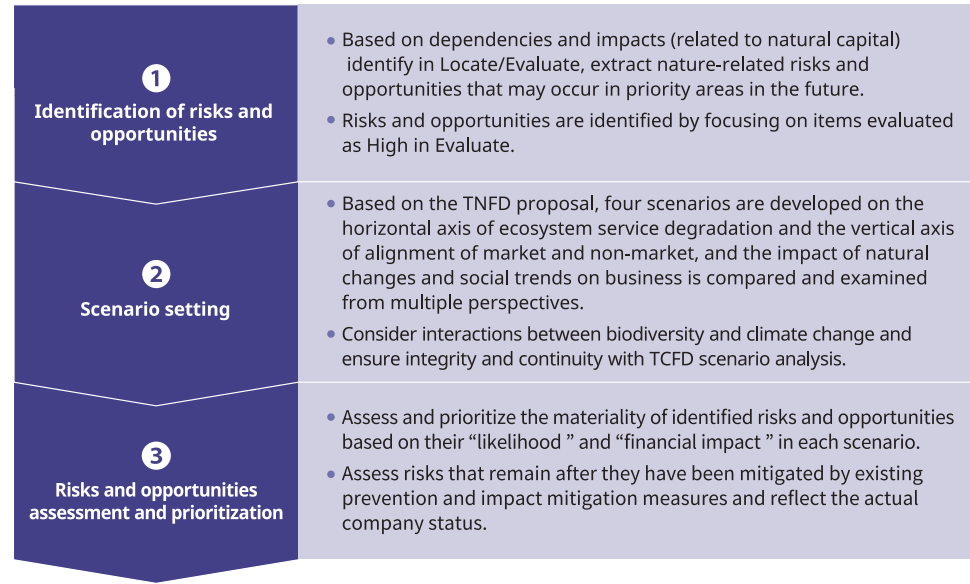 1
Identification of risks and
opportunities
• Based on dependencies and impacts (related to natural capital)
identify in Locate/Evaluate, extract nature-related risks and
opportunities that may occur in priority areas in the future.
• Risks and opportunities are identified by focusing on items evaluated
as High in Evaluate.
2
Scenario setting
• Based on the TNFD proposal, four scenarios are developed on the
horizontal axis of ecosystem service degradation and the vertical axis
of alignment of market and non-market, and the impact of natural
changes and social trends on business is compared and examined
from multiple perspectives.
• Consider interactions between biodiversity and climate change and
ensure integrity and continuity with TCFD scenario analysis.
3
Risks and opportunities
assessment and prioritization
• Assess and prioritize the materiality of identified risks and opportunities
based on their “likelihood ” and “financial impact ” in each scenario.
• Assess risks that remain after they have been mitigated by existing
prevention and impact mitigation measures and reflect the actual
company status.